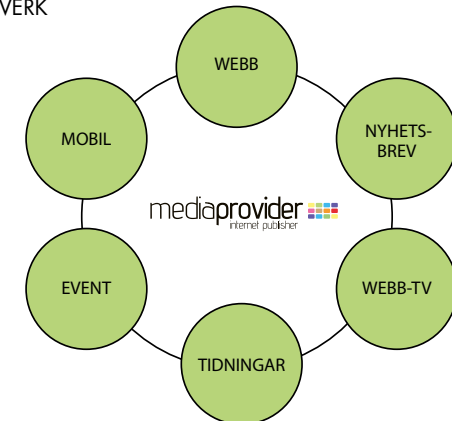 VERK
WEBB
MOBIL
NYHETS-
BREV
mediaprovider
internet publisher
EVENT
WEBB-TV
TIDNINGAR